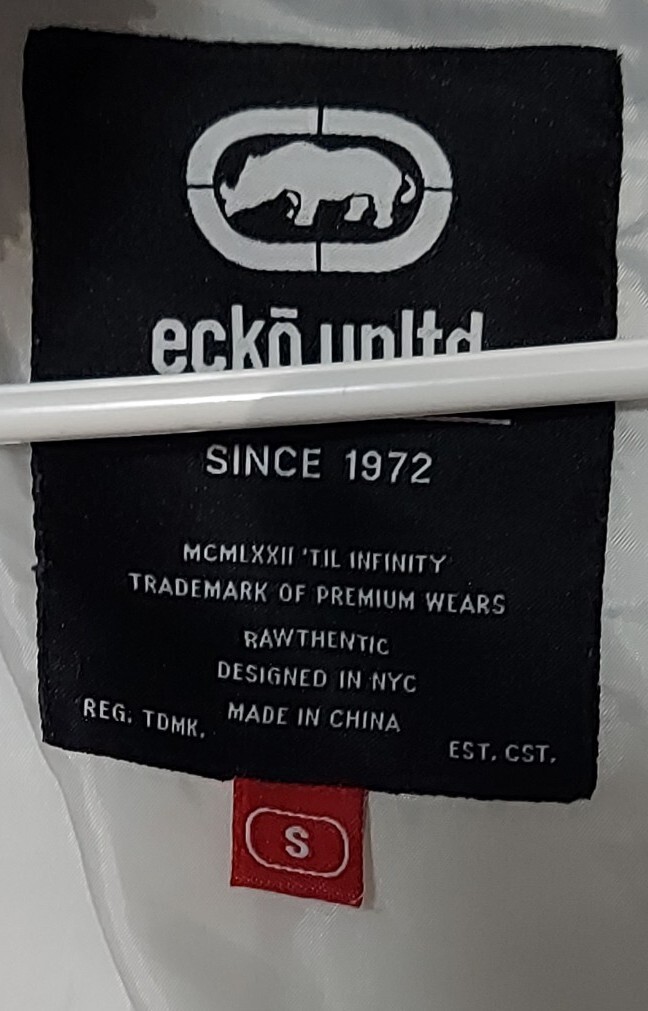 eckō unltd
SINCE 1972
MCMLXXII 'TIL INFINITY
TRADEMARK OF PREMIUM WEARS
RAWTHENTIC
DESIGNED IN NYC
REG. TDMK. MADE IN CHINA EST. CST.
S